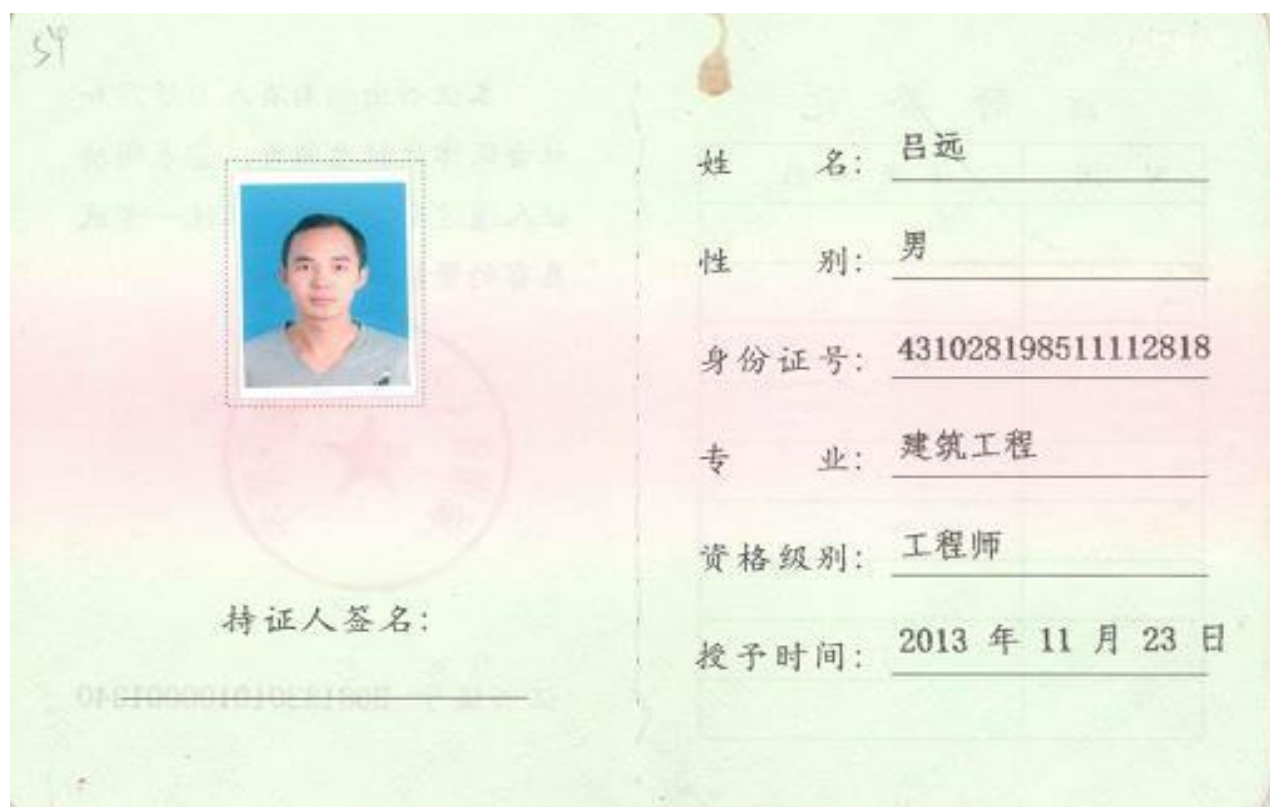 54
持证人签名:
姓 名: 吕远
性 别: 男
身份证号: 431028198511112818
专 业: 建筑工程
资格级别: 工程师
授予时间: 2013 年 11 月 23 日